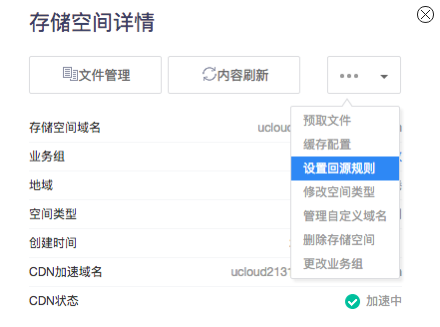 存储空间详情
文件管理
内容刷新
存储空间域名
业务组
地域
空间类型
创建时间
CDN加速域名
CDN状态 加速中
预取文件
缓存配置
设置回源规则
修改空间类型
管理自定义域名
删除存储空间
更改业务组